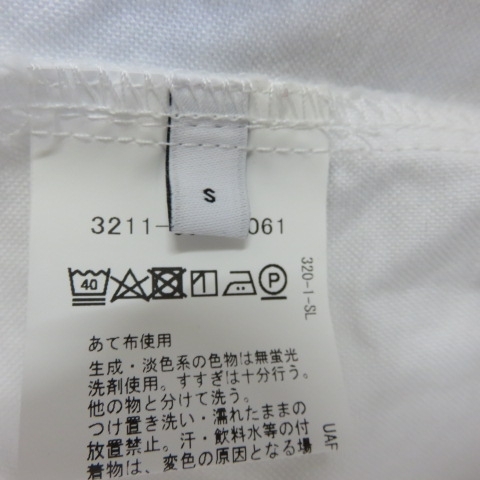 S
3211- 061
40 P
320-1-SL
あて布使用
生成・淡色系の色物は無蛍光
洗剤使用。すすぎは十分行う。
他の物と分けて洗う。
つけ置き洗い・濡れたままの
放置禁止。汗・飲料水等の付
着物は、変色の原因となる場
UAF